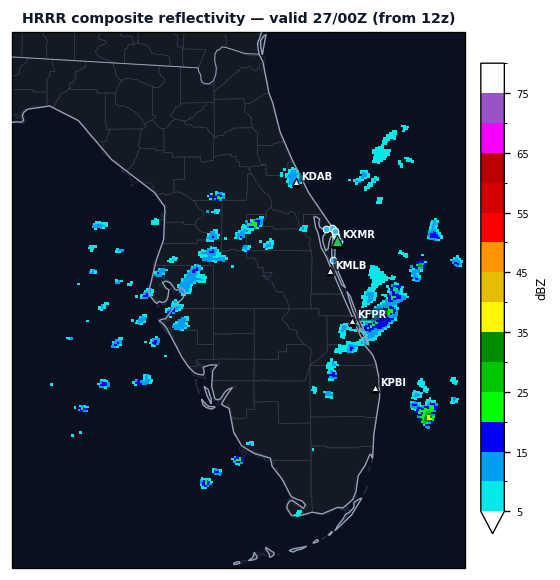 HRRR composite reflectivity — valid 27/00Z (from 12z)
KDAB
KXMR
KMLB
KFPR
KPBI
75
65
55
45
35
25
15
5
dBZ